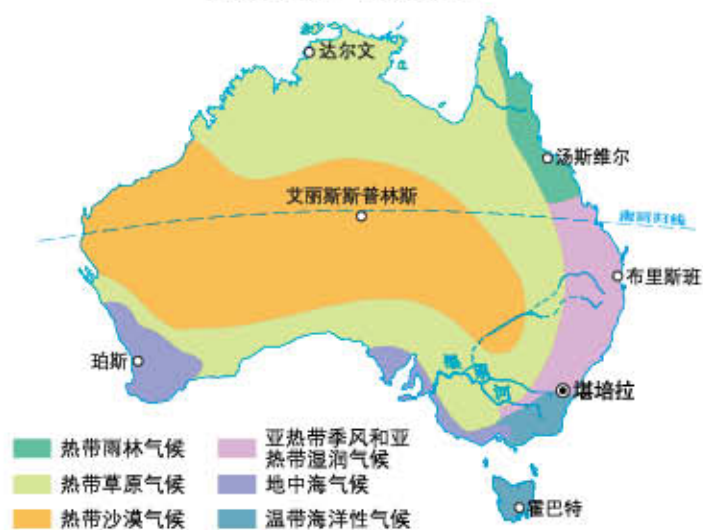 达尔文
汤斯维尔
艾丽斯斯普林斯
南回归线
布里斯班
珀斯
墨
累
河
堪培拉
热带雨林气候
亚热带季风和亚
热带湿润气候
热带草原气候
地中海气候
热带沙漠气候
温带海洋性气候
霍巴特